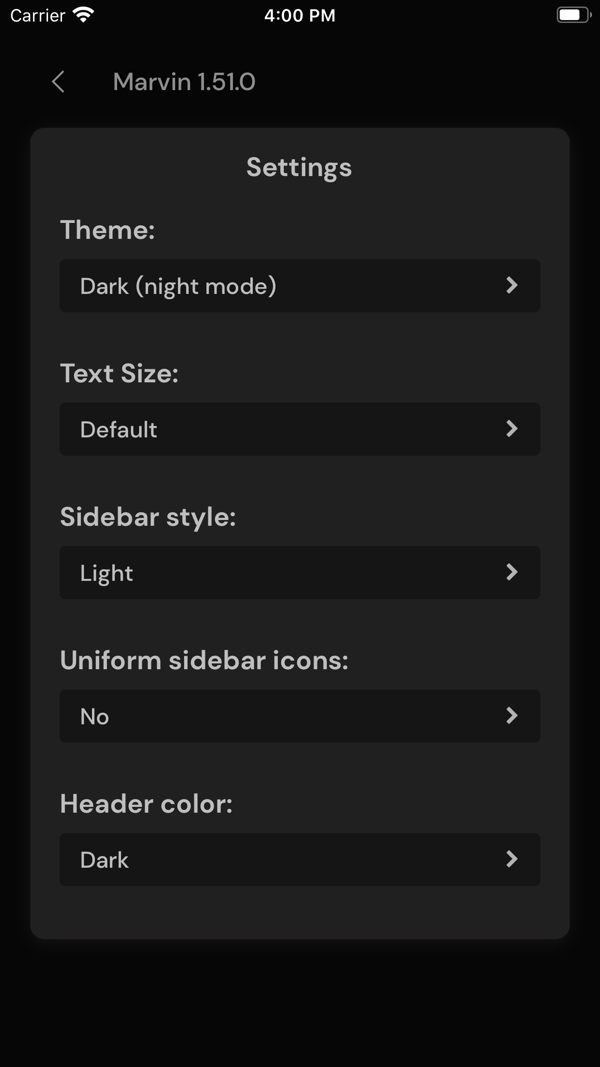 Carrier 4:00 PM
Marvin 1.51.0
Settings
Theme:
Dark (night mode)
Text Size:
Default
Sidebar style:
Light
Uniform sidebar icons:
No
Header color:
Dark